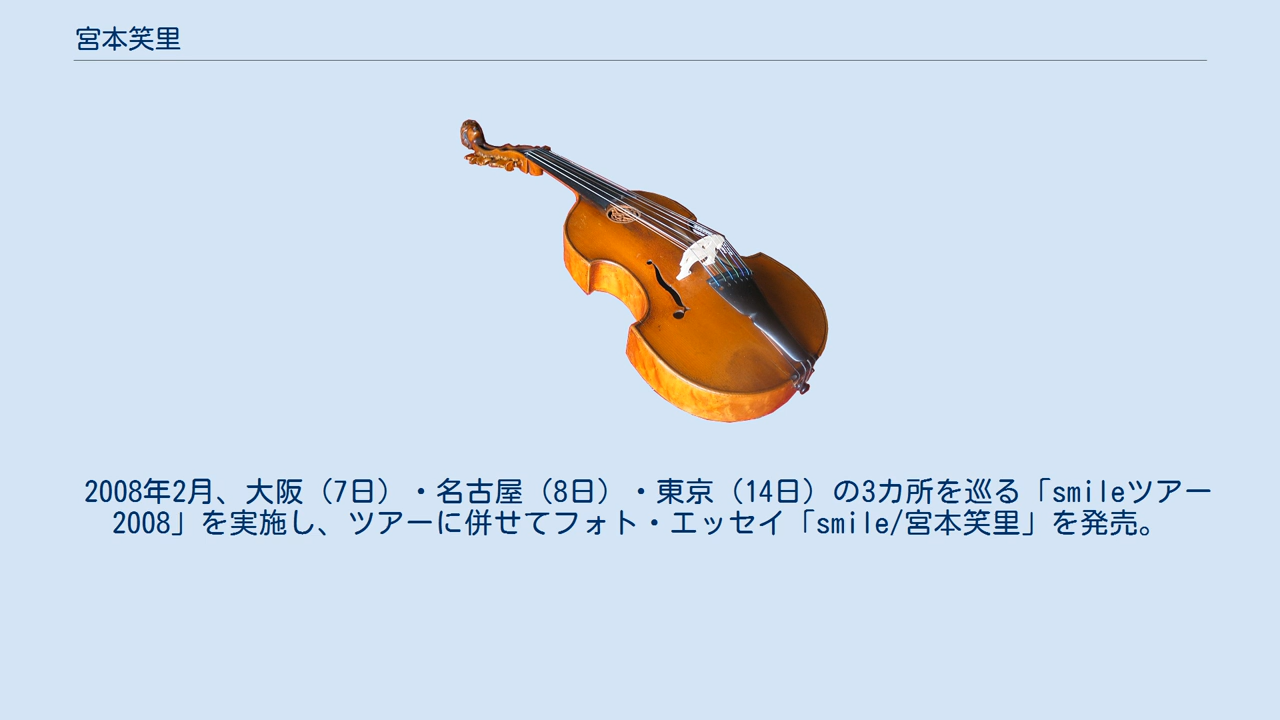 宮本笑里
2008年2月、大阪（7日）・名古屋（8日）・東京（14日）の3カ所を巡る「smileツアー
2008」を実施し、ツアーに併せてフォト・エッセイ「smile/宮本笑里」を発売。